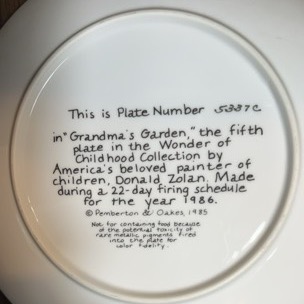 This is Plate Number 5337C
in "Grandma's Garden," the fifth
plate in the Wonder of
Childhood Collection by
America's beloved painter of
children, Donald Zolan. Made
during a 22-day firing schedule
for the year 1986.
© Pemberton & Oakes, 1985
Not for containing food because
of the potential toxicity of
rare metallic pigments fired
into the plate for
color fidelity.